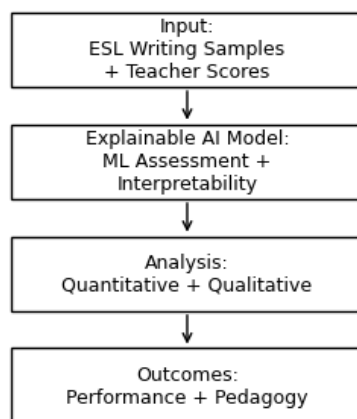 Input:
ESL Writing Samples
+ Teacher Scores
Explainable AI Model:
ML Assessment +
Interpretability
Analysis:
Quantitative + Qualitative
Outcomes:
Performance + Pedagogy